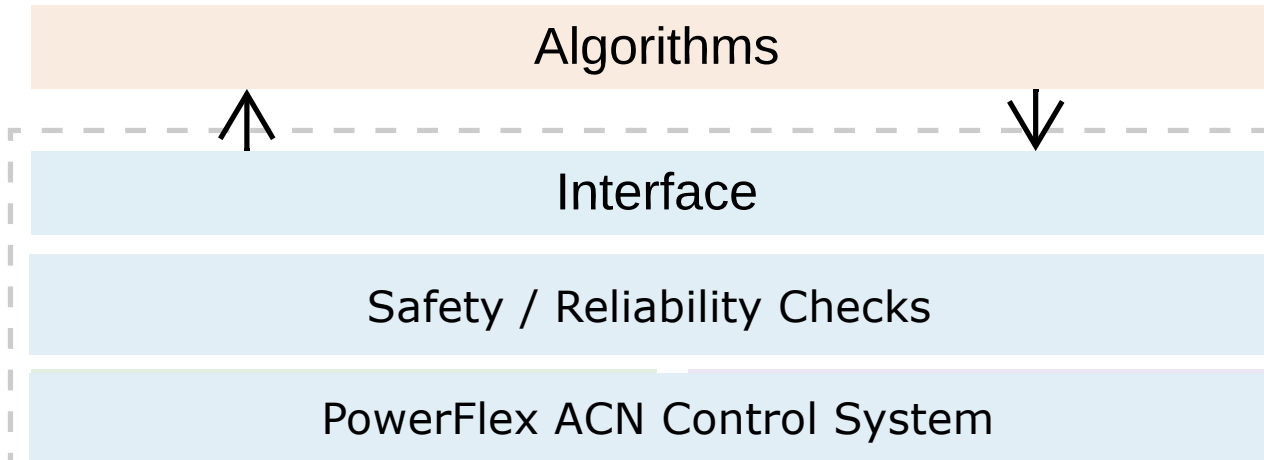 Algorithms
Interface
Safety / Reliability Checks
PowerFlex ACN Control System